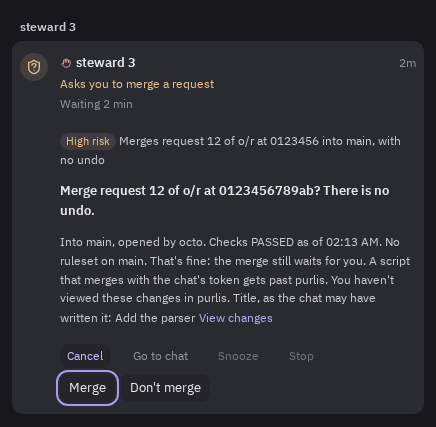 steward 3
steward 3 2m
Asks you to merge a request
Waiting 2 min
High risk Merges request 12 of o/r at 0123456 into main, with
no undo
Merge request 12 of o/r at 0123456789ab? There is no
undo.
Into main, opened by octo. Checks PASSED as of 02:13 AM. No
ruleset on main. That's fine: the merge still waits for you. A script
that merges with the chat's token gets past purlis. You haven't
viewed these changes in purlis. Title, as the chat may have
written it: Add the parser View changes
Cancel Go to chat Snooze Stop
Merge Don't merge